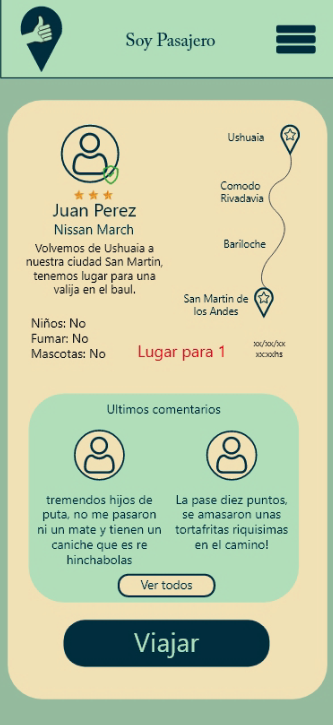 Soy Pasajero
Juan Perez
Nissan March
Volvemos de Ushuaia a
nuestra ciudad San Martin,
tenemos lugar para una
valija en el baul.
Ushuaia
Comodo
Rivadavia
Bariloche
San Martin de
los Andes
Niños: No
Fumar: No
Mascotas: No
Lugar para 1
xx/xx/xx
xx:xxhs
Ultimos comentarios
tremendos hijos de
puta, no me pasaron
ni un mate y tienen un
caniche que es re
hinchabolas
La pase diez puntos,
se amasaron unas
tortafritas riquisimas
en el camino!
Ver todos
Viajar